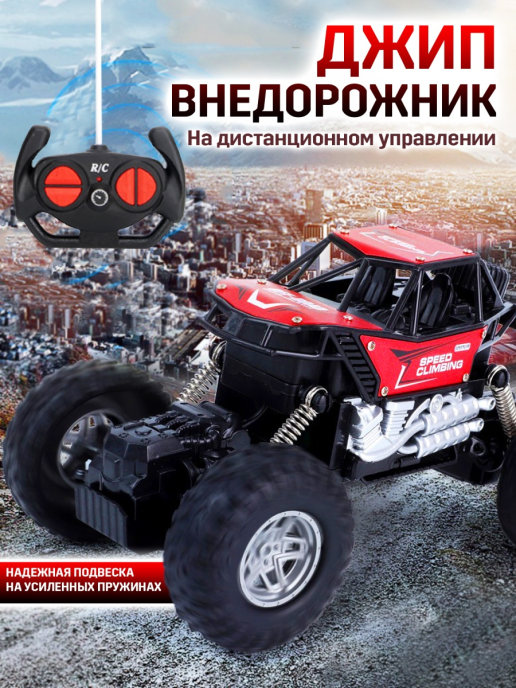 ДЖИП
ВНЕДОРОЖНИК
На дистанционном управлении
R/C
SPEED
CLIMBING
НАДЕЖНАЯ ПОДВЕСКА
НА УСИЛЕННЫХ ПРУЖИНАХ